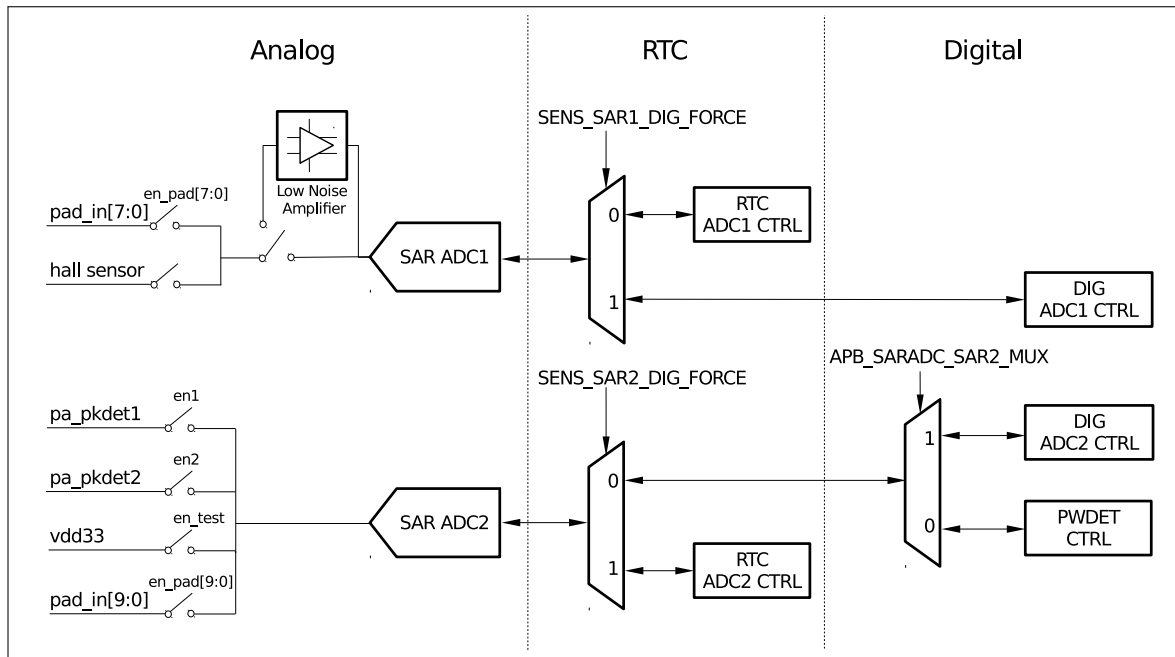 Analog
RTC
Digital
SENS_SAR1_DIG_FORCE
en_pad[7:0]
Low Noise
Amplifier
pad_in[7:0]
hall sensor
SAR ADC1
0
1
RTC
ADC1 CTRL
DIG
ADC1 CTRL
APB_SARADC_SAR2_MUX
SENS_SAR2_DIG_FORCE
en1
pa_pkdet1
en2
pa_pkdet2
en_test
vdd33
en_pad[9:0]
pad_in[9:0]
SAR ADC2
0
1
RTC
ADC2 CTRL
1
0
DIG
ADC2 CTRL
PWDET
CTRL